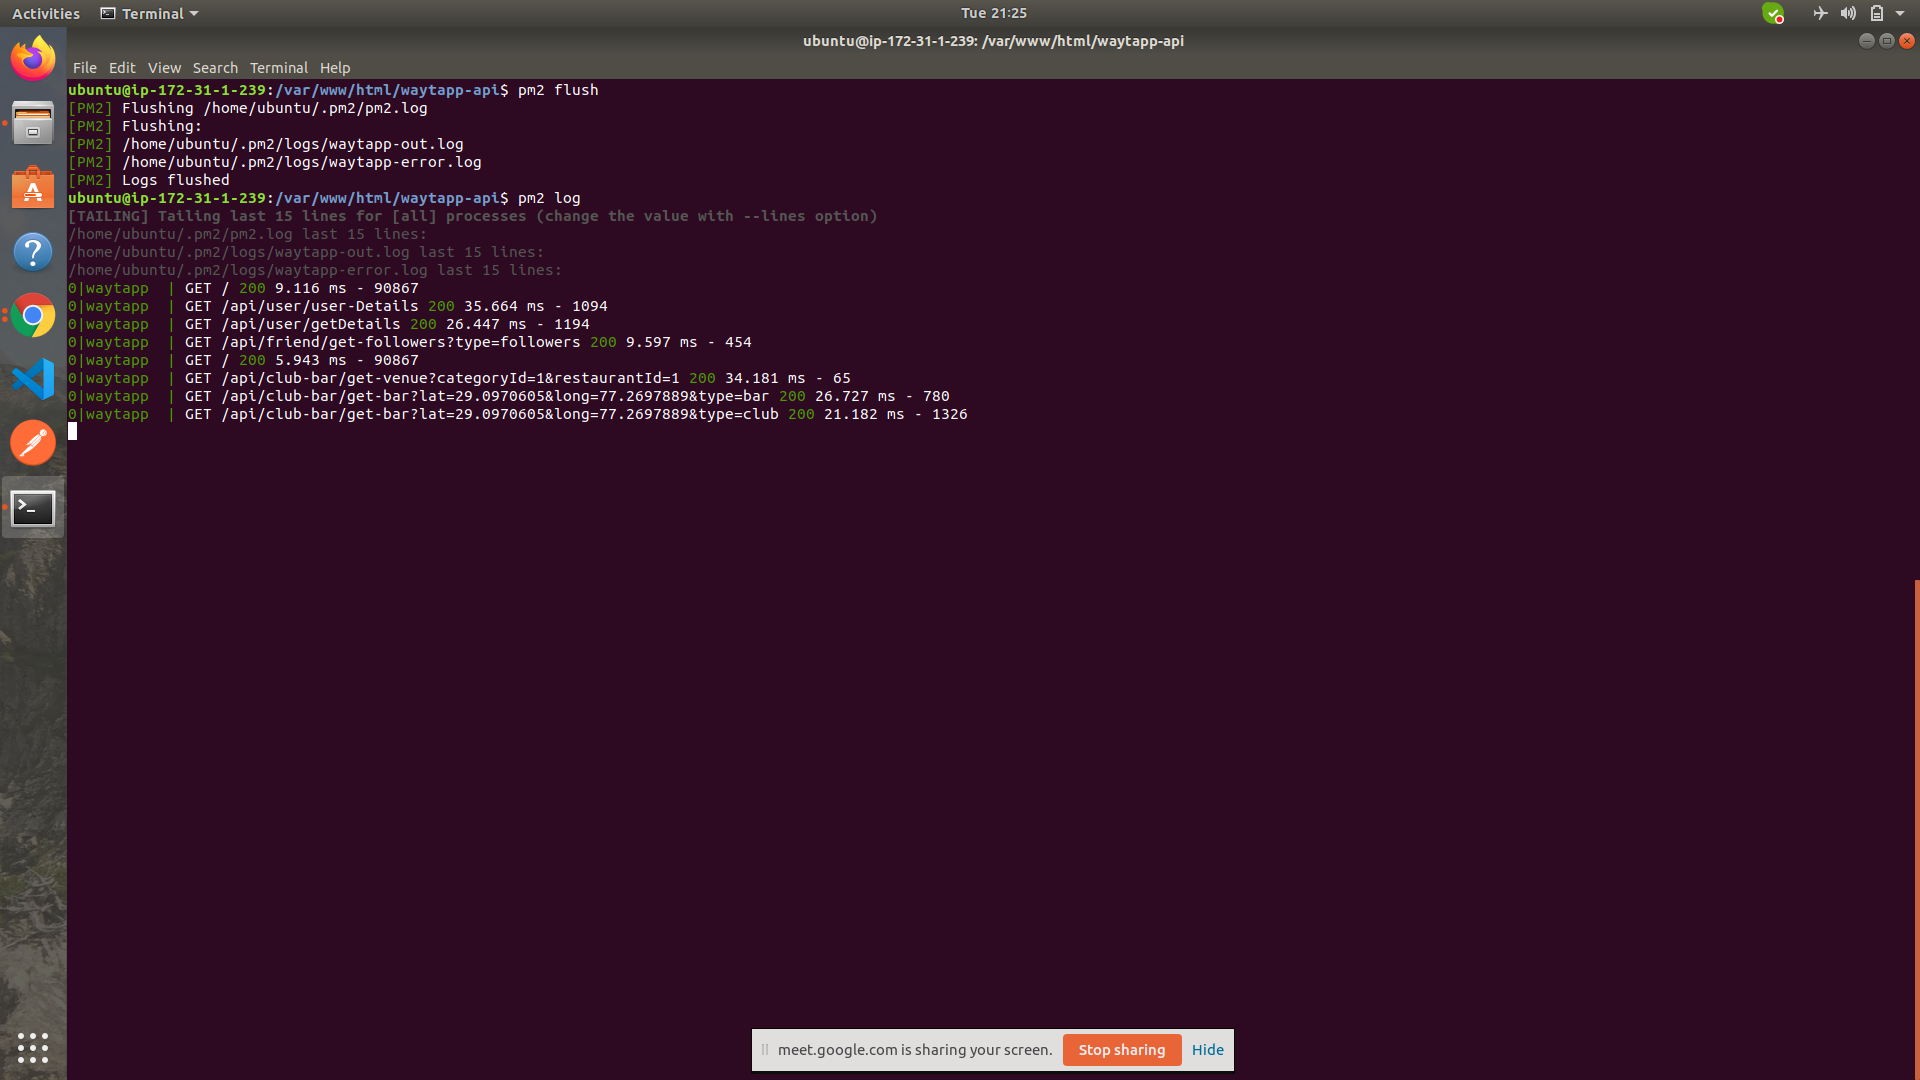 Activities Terminal Tue 21:25
ubuntu@ip-172-31-1-239: /var/www/html/waytapp-api
File Edit View Search Terminal Help
ubuntu@ip-172-31-1-239:/var/www/html/waytapp-api$ pm2 flush
[PM2] Flushing /home/ubuntu/.pm2/pm2.log
[PM2] Flushing:
[PM2] /home/ubuntu/.pm2/logs/waytapp-out.log
[PM2] /home/ubuntu/.pm2/logs/waytapp-error.log
[PM2] Logs flushed
ubuntu@ip-172-31-1-239:/var/www/html/waytapp-api$ pm2 log
[TAILING] Tailing last 15 lines for [all] processes (change the value with --lines option)
/home/ubuntu/.pm2/pm2.log last 15 lines:
/home/ubuntu/.pm2/logs/waytapp-out.log last 15 lines:
/home/ubuntu/.pm2/logs/waytapp-error.log last 15 lines:
0|waytapp  | GET / 200 9.116 ms - 90867
0|waytapp  | GET /api/user/user-Details 200 35.664 ms - 1094
0|waytapp  | GET /api/user/getDetails 200 26.447 ms - 1194
0|waytapp  | GET /api/friend/get-followers?type=followers 200 9.597 ms - 454
0|waytapp  | GET / 200 5.943 ms - 90867
0|waytapp  | GET /api/club-bar/get-venue?categoryId=1&restaurantId=1 200 34.181 ms - 65
0|waytapp  | GET /api/club-bar/get-bar?lat=29.0970605&long=77.2697889&type=bar 200 26.727 ms - 780
0|waytapp  | GET /api/club-bar/get-bar?lat=29.0970605&long=77.2697889&type=club 200 21.182 ms - 1326
meet.google.com is sharing your screen. Stop sharing Hide